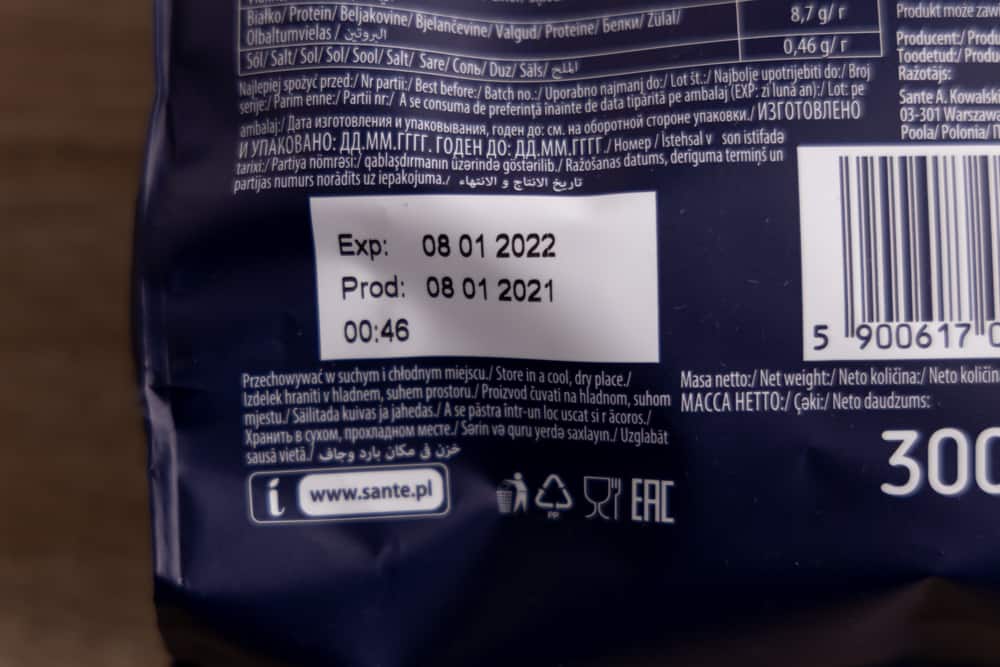 Białko/ Protein/ Beljakovine/ Bjelančevine/ Valgud/ Proteine/ Белки/ Zülal/
Olbaltumvielas / البروتين
8,7 g/ г
Sól/ Salt/ Sol/ Sol/ Sool/ Salt/ Sare/ Соль/ Duz/ Sāls/ الملح
0,46 g/ г
Najlepiej spożyć przed:/ Nr partii:/ Best before:/ Batch no.:/ Uporabno najmanj do:/ Lot št.:/ Najbolje upotrijebiti do:/ Broj
serije:/ Parim enne:/ Partii nr.:/ A se consuma de preferinţă înainte de data tipărită pe ambalaj (EXP: zi lună an):/ Lot: pe
ambalaj:/ Дата изготовления и упаковывания, годен до: см. на оборотной стороне упаковки./ ИЗГОТОВЛЕНО
И УПАКОВАНО: ДД.ММ.ГГГГ. ГОДЕН ДО: ДД.ММ.ГГГГ./ Номер / İstehsal v son istifadə
tarixi:/ Partiya nömrəsi:/ qablaşdırmanın üzərində göstərilib./ Ražošanas datums, derīguma termiņš un
partijas numurs norādīts uz iepakojuma./ تاريخ الانتاج و الانتهاء
Produkt może zaw
Producent:/ Produ
Toodetud:/ Produ
Ražotājs:
Sante A. Kowalski
03-301 Warszawa
Poola/ Polonia/
Exp: 08 01 2022
Prod: 08 01 2021
00:46
5 900617 0
Przechowywać w suchym i chłodnym miejscu./ Store in a cool, dry place./
Izdelek hraniti v hladnem, suhem prostoru./ Proizvod čuvati na hladnom, suhom
mjestu./ Säilitada kuivas ja jahedas./ A se păstra într-un loc uscat si răcoros./
Хранить в сухом, прохладном месте./ Sərin və quru yerdə saxlayın./ Uzglabāt
sausā vietā./ خزن في مكان بارد وجاف
Masa netto:/ Net weight:/ Neto količina:/ Neto količin
МАССА НЕТТО:/ Çəki:/ Neto daudzums:
300
i www.sante.pl
PP
EAC